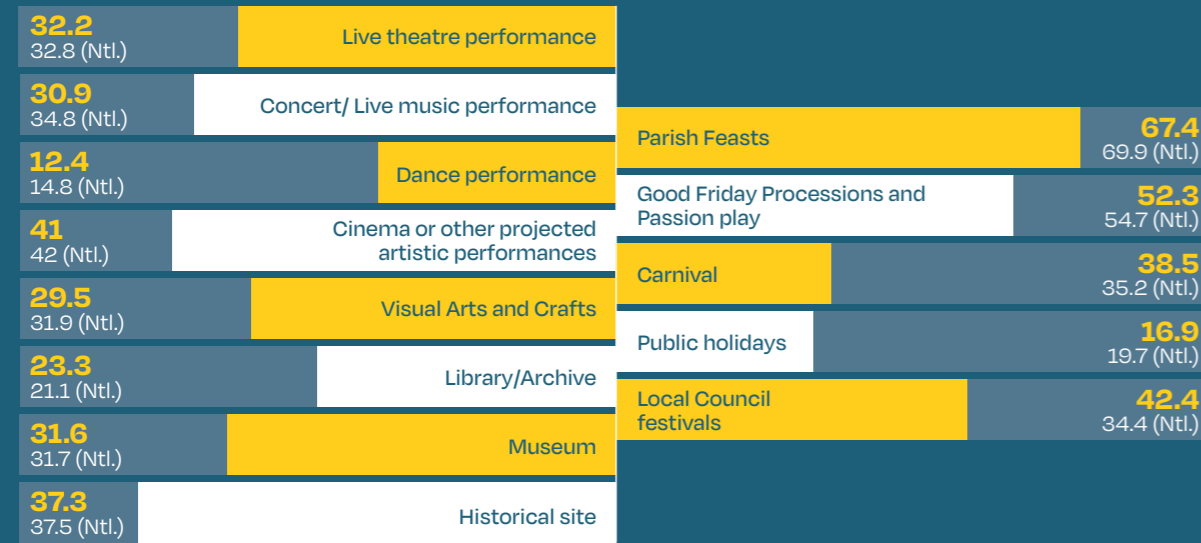 32.2
32.8 (Ntl.)
Live theatre performance
30.9
34.8 (Ntl.)
Concert/ Live music performance
12.4
14.8 (Ntl.)
Dance performance
41
42 (Ntl.)
Cinema or other projected
artistic performances
29.5
31.9 (Ntl.)
Visual Arts and Crafts
23.3
21.1 (Ntl.)
Library/Archive
31.6
31.7 (Ntl.)
Museum
37.3
37.5 (Ntl.)
Historical site
Parish Feasts
67.4
69.9 (Ntl.)
Good Friday Processions and
Passion play
52.3
54.7 (Ntl.)
Carnival
38.5
35.2 (Ntl.)
Public holidays
16.9
19.7 (Ntl.)
Local Council
festivals
42.4
34.4 (Ntl.)